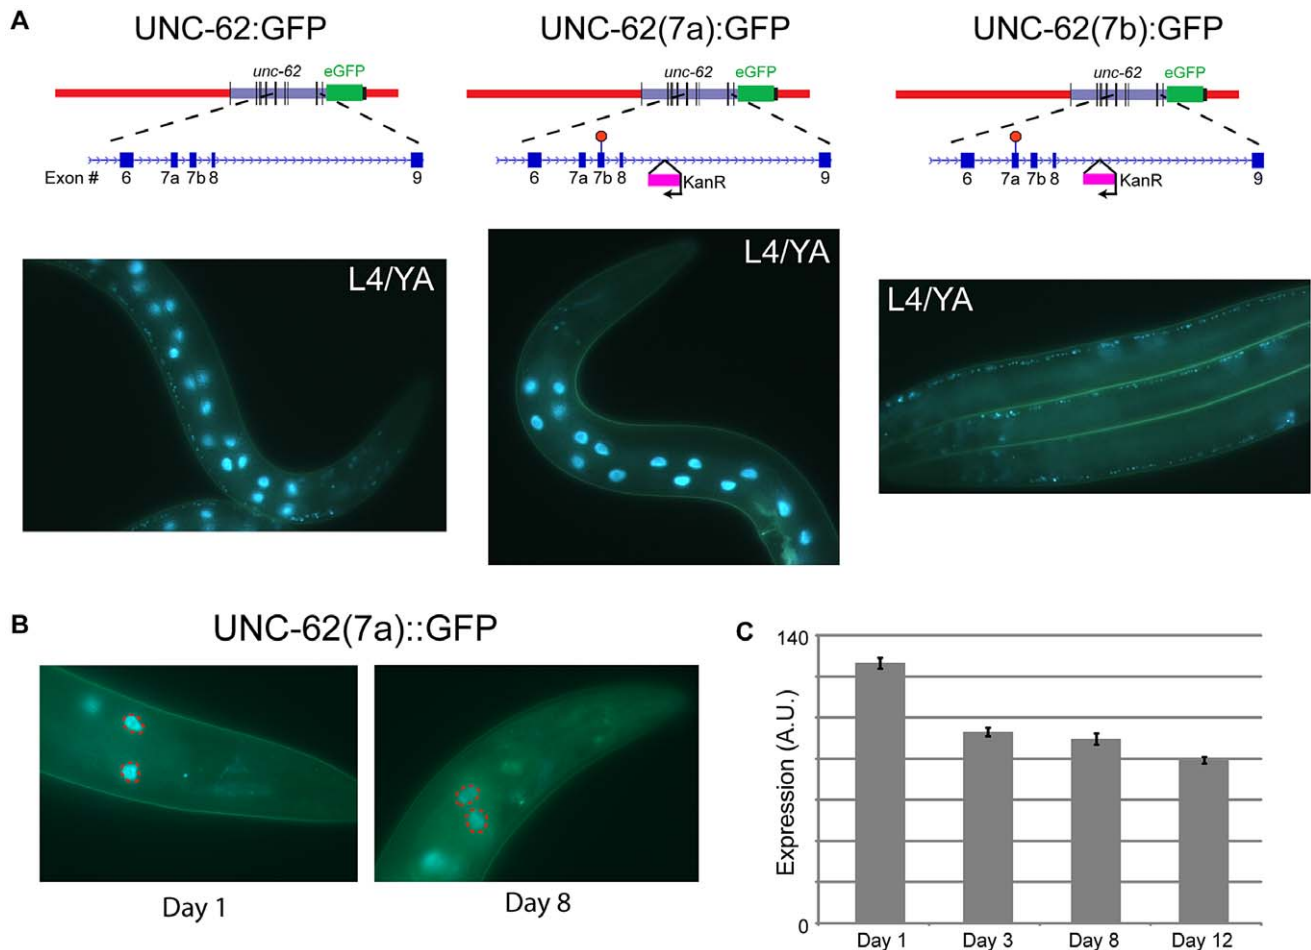 A
UNC-62:GFP
UNC-62(7a):GFP
UNC-62(7b):GFP
unc-62
eGFP
unc-62
eGFP
unc-62
eGFP
Exon # 6 7a 7b 8 9
6 7a 7b 8 KanR 9
6 7a 7b 8 KanR 9
L4/YA
L4/YA
L4/YA
B
UNC-62(7a)::GFP
Day 1
Day 8
C
140
Expression (A.U.)
0
Day 1 Day 3 Day 8 Day 12